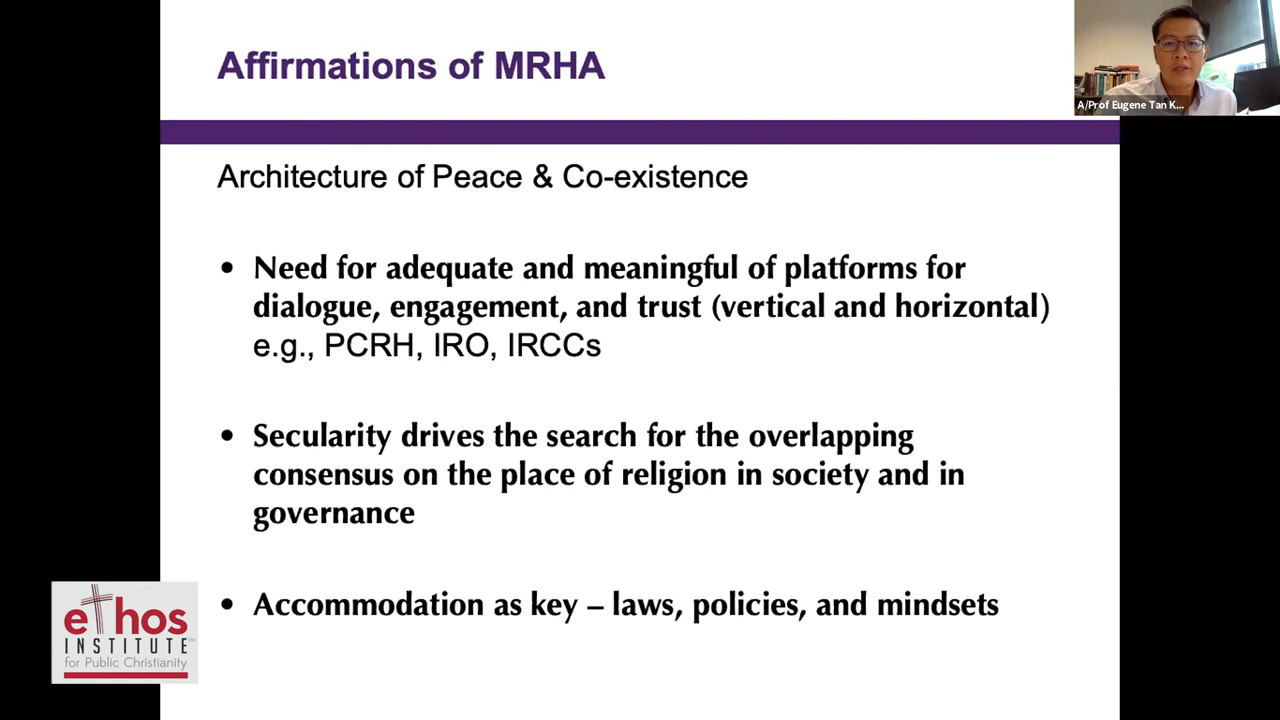 Affirmations of MRHA
A/Prof Eugene Tan K...
Architecture of Peace & Co-existence
• Need for adequate and meaningful of platforms for
dialogue, engagement, and trust (vertical and horizontal)
e.g., PCRH, IRO, IRCCs
• Secularity drives the search for the overlapping
consensus on the place of religion in society and in
governance
• Accommodation as key – laws, policies, and mindsets
ethos
INSTITUTE™
for Public Christianity